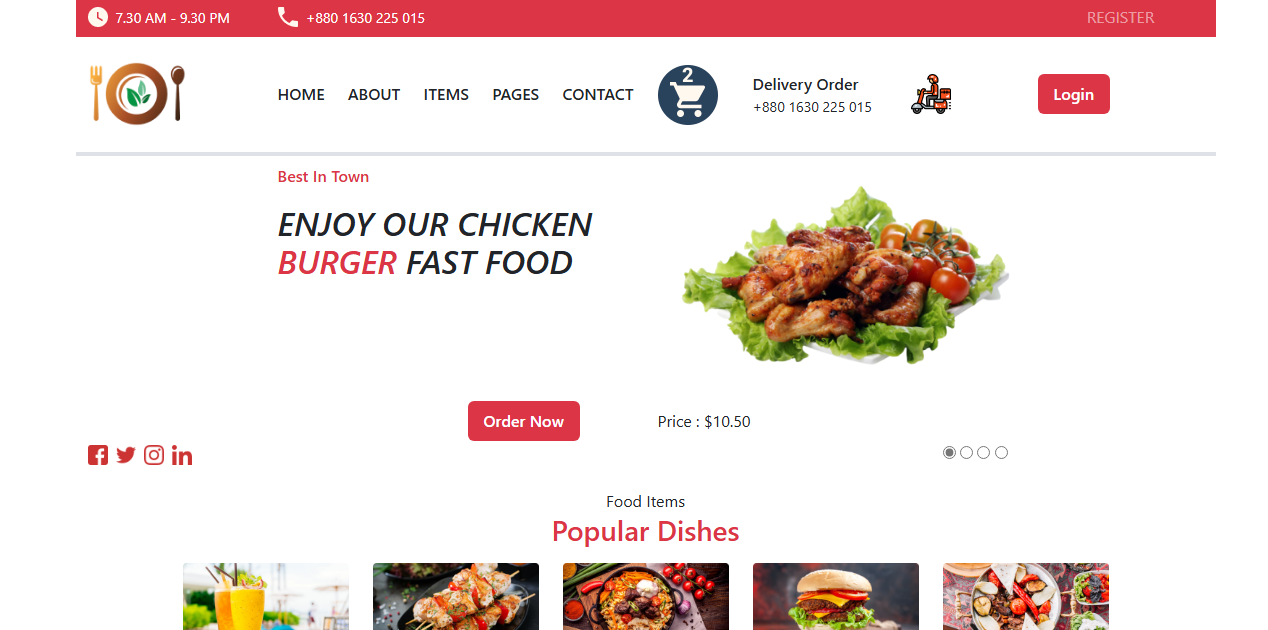 7.30 AM - 9.30 PM
+880 1630 225 015
REGISTER
HOME ABOUT ITEMS PAGES CONTACT
2
Delivery Order
+880 1630 225 015
Login
Best In Town
ENJOY OUR CHICKEN
BURGER FAST FOOD
Order Now
Price : $10.50
Food Items
Popular Dishes